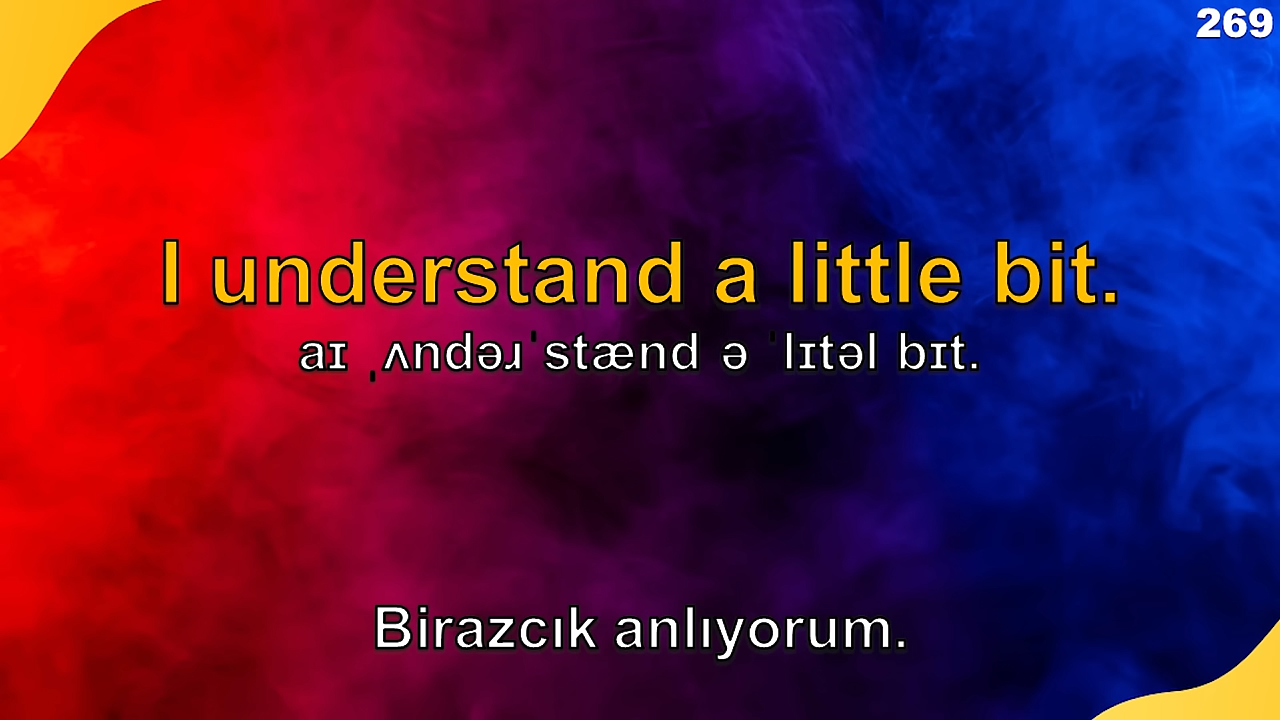 269
I understand a little bit.
aɪ ˌʌndəɹˈstænd ə ˈlɪtəl bɪt.
Birazcık anlıyorum.